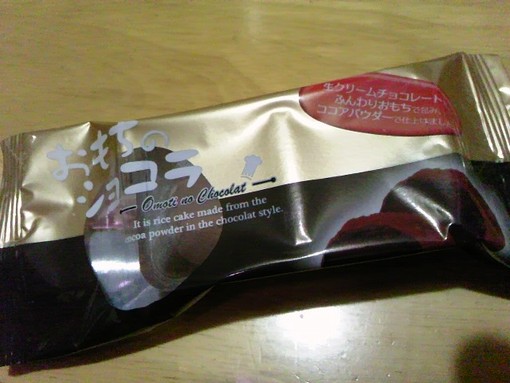 生クリームチョコレート
ふんわりおもちで包み
ココアパウダーで仕上げました
おもちの
ショコラ
Omoti no Chocolat
It is rice cake made from the
cocoa powder in the chocolat style.